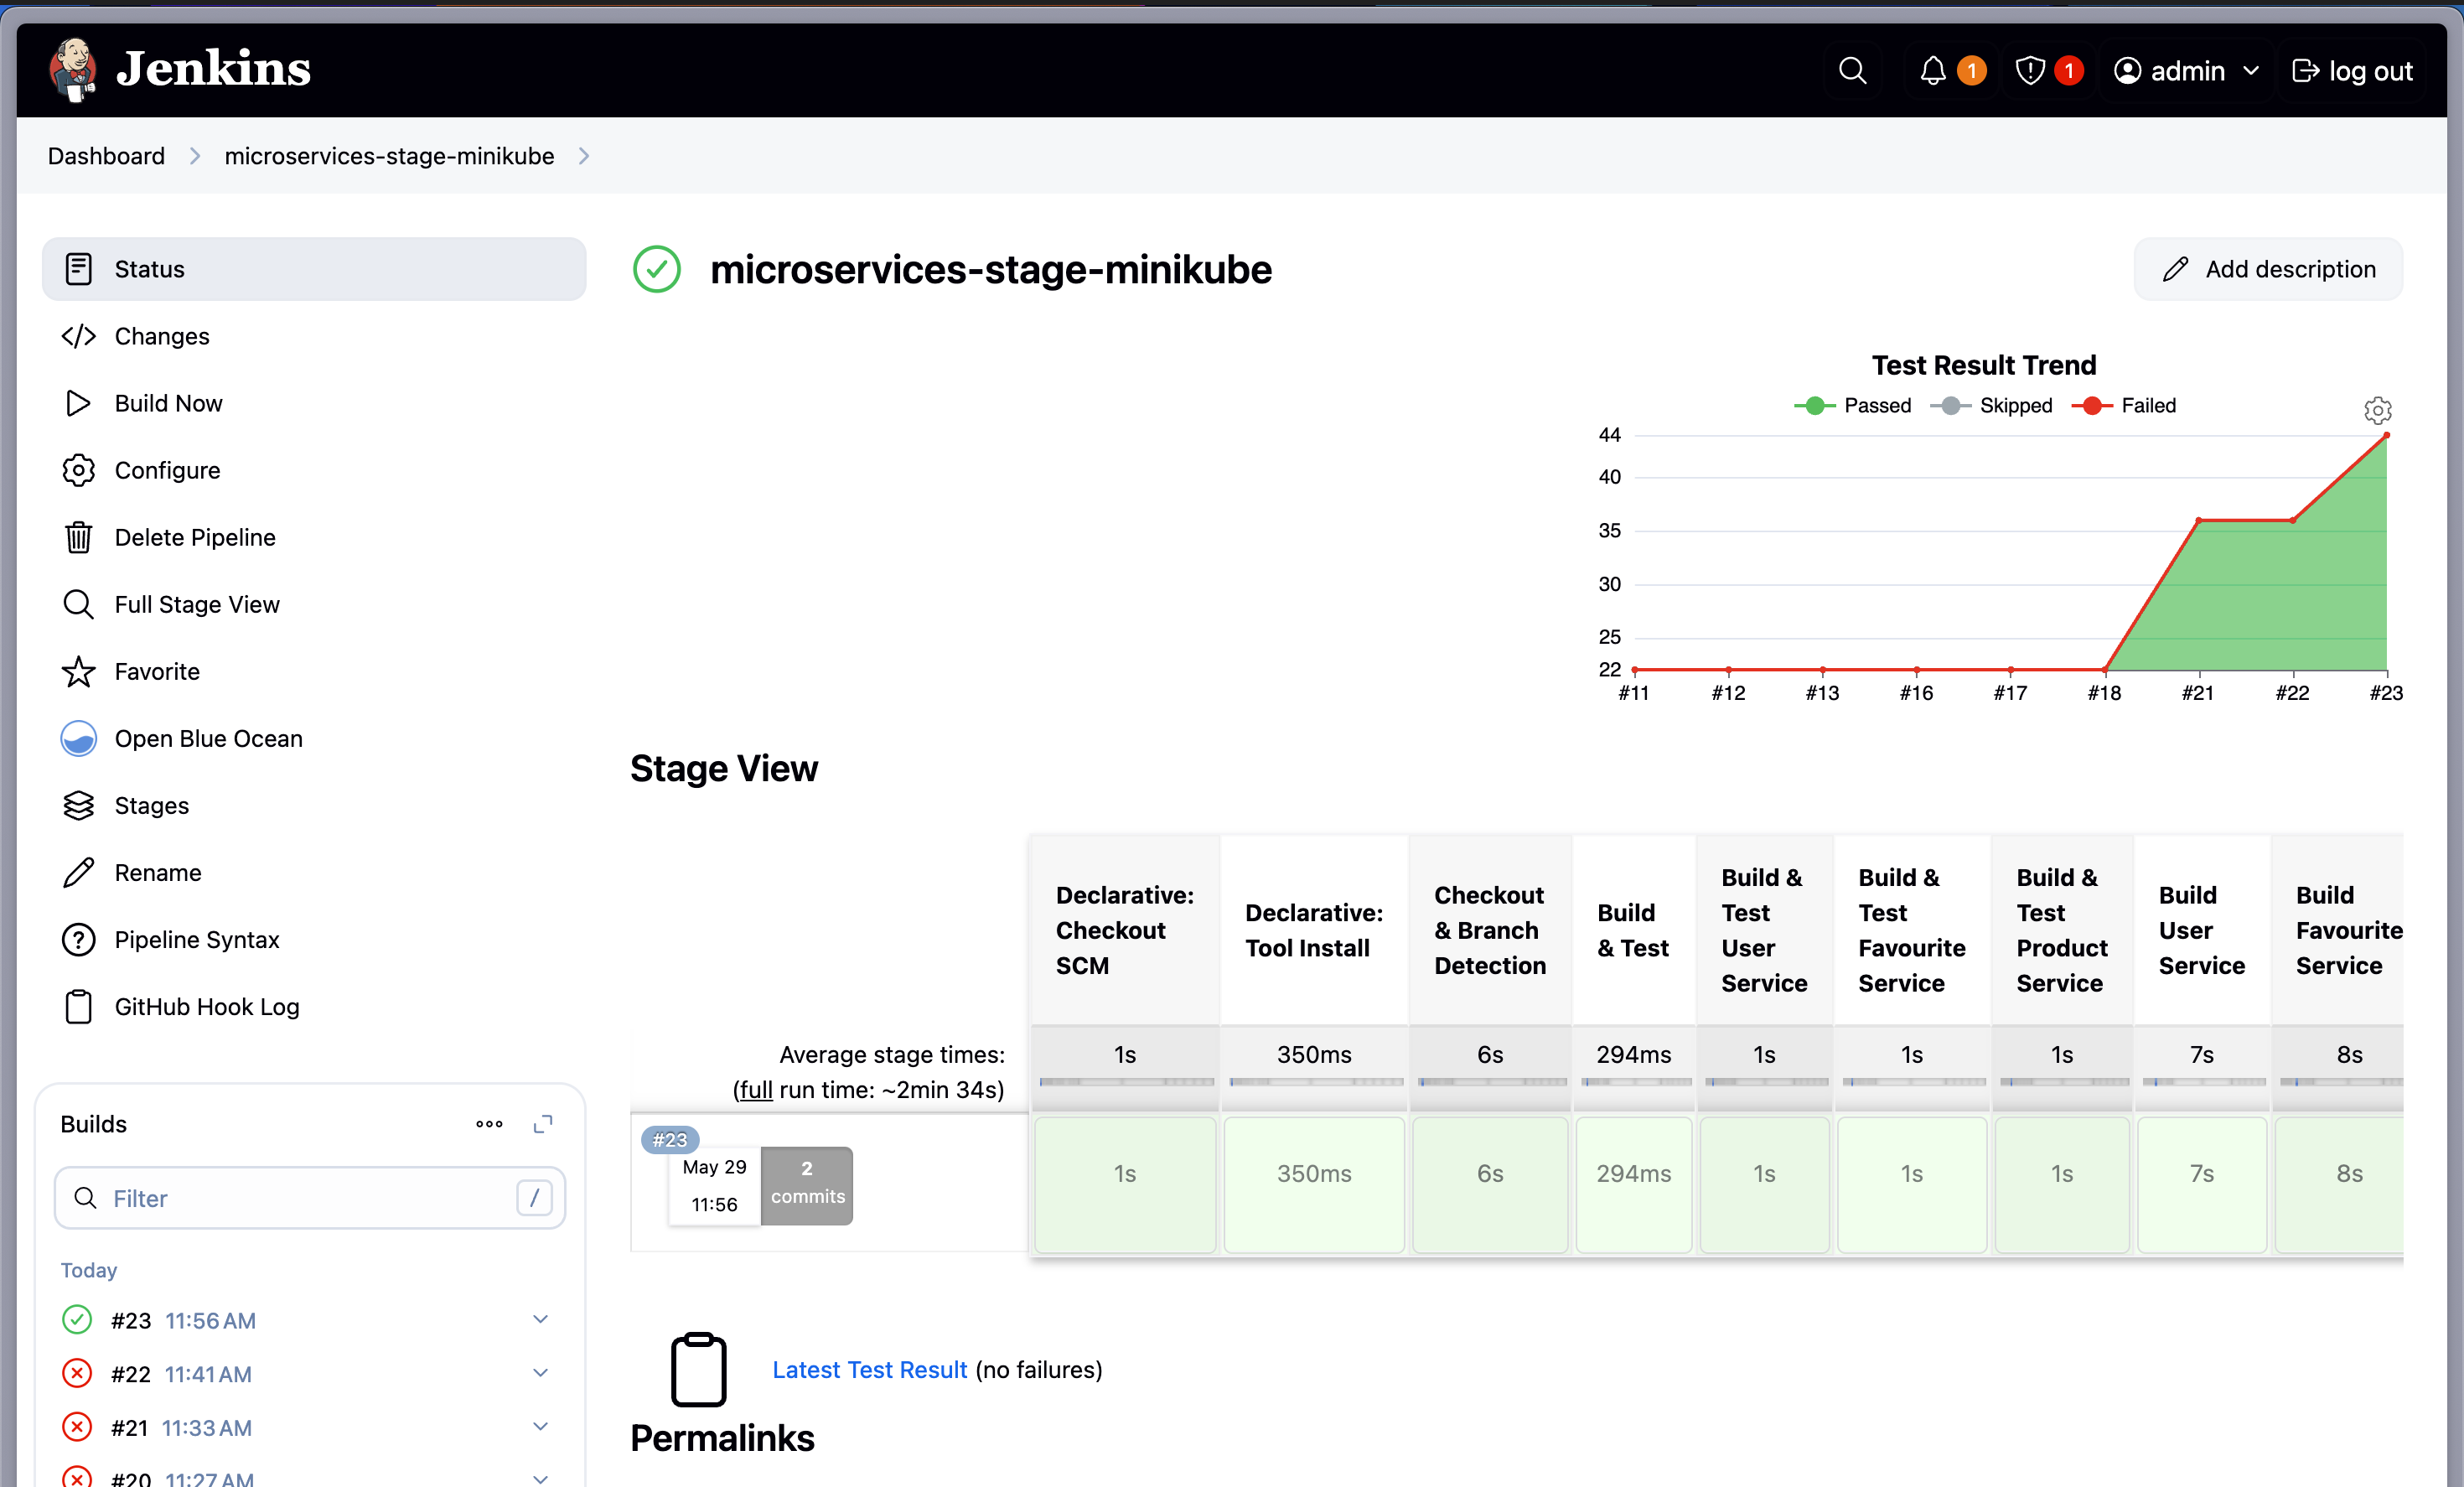 Jenkins
1
1
admin
log out
Dashboard
microservices-stage-minikube
Status
Changes
Build Now
Configure
Delete Pipeline
Full Stage View
Favorite
Open Blue Ocean
Stages
Rename
Pipeline Syntax
GitHub Hook Log
Builds
Filter
/
Today
#23 11:56 AM
#22 11:41 AM
#21 11:33 AM
#20 11:27 AM
microservices-stage-minikube
Add description
Test Result Trend
Passed Skipped Failed
44
40
35
30
25
22
#11 #12 #13 #16 #17 #18 #21 #22 #23
Stage View
Declarative:
Checkout
SCM
Declarative:
Tool Install
Checkout
& Branch
Detection
Build
& Test
Build &
Test
User
Service
Build &
Test
Favourite
Service
Build &
Test
Product
Service
Build
User
Service
Build
Favourite
Service
Average stage times:
(full run time: ~2min 34s)
1s 350ms 6s 294ms 1s 1s 1s 7s 8s
#23
May 29
11:56
2
commits
1s 350ms 6s 294ms 1s 1s 1s 7s 8s
Latest Test Result (no failures)
Permalinks